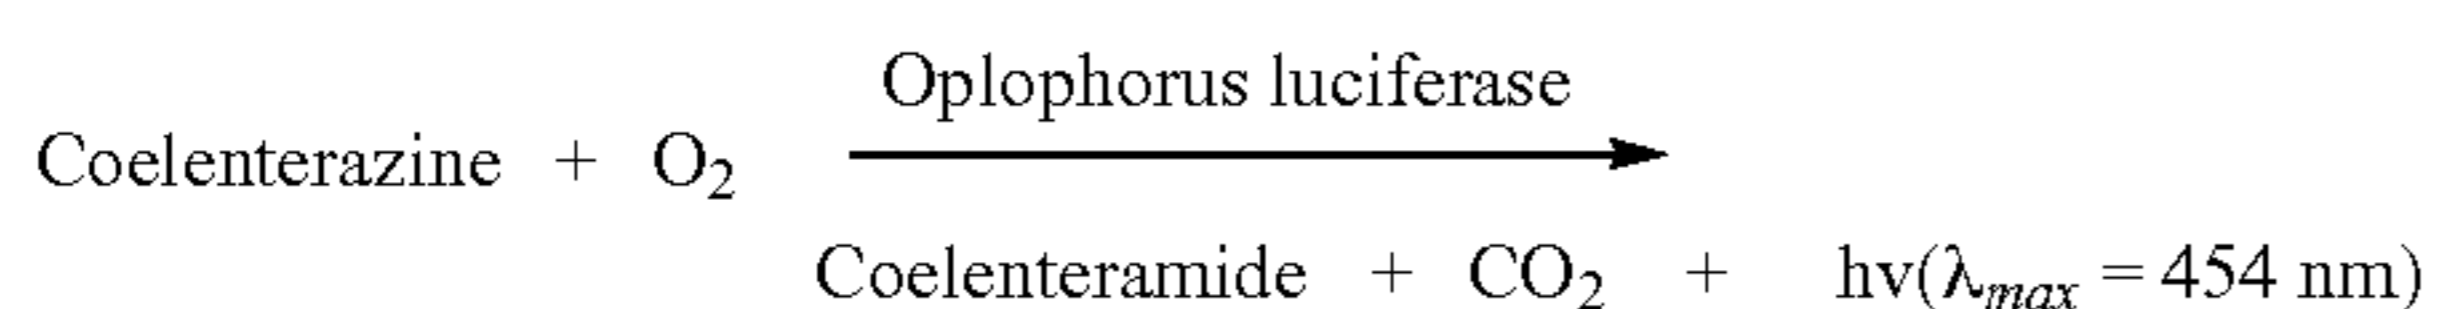 Oplophorus luciferase
Coelenterazine + O₂
Coelenteramide + CO₂ + hv(λmax = 454 nm)